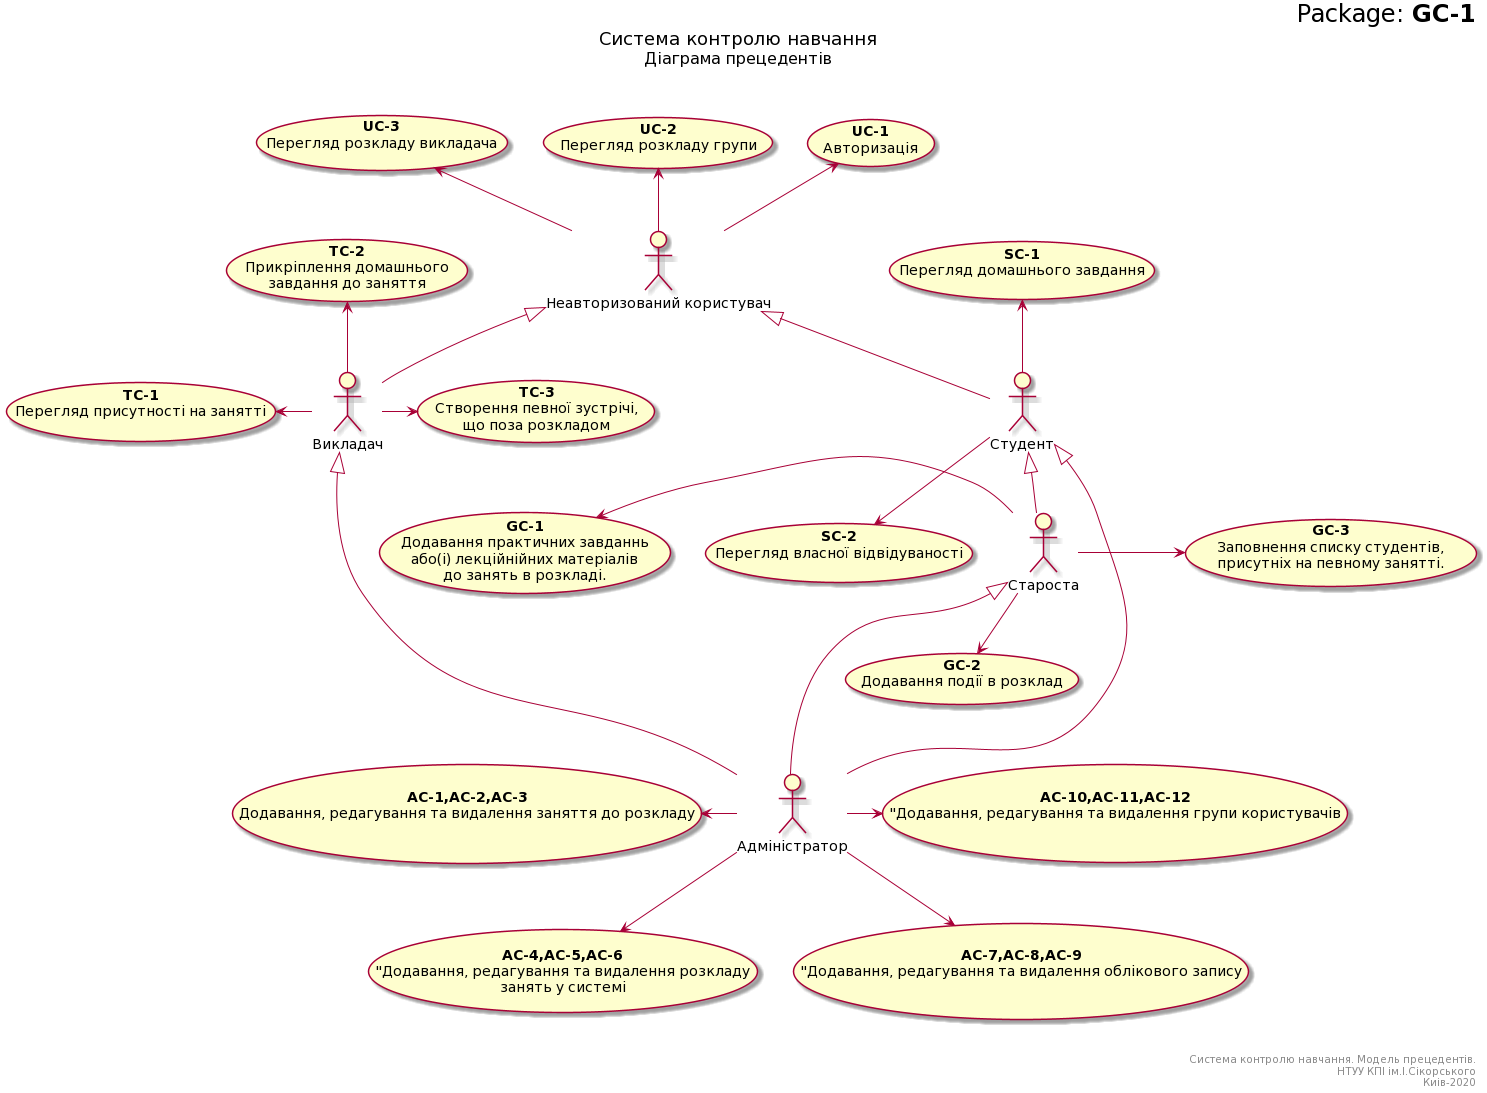 Package: GC-1
Система контролю навчання
Діаграма прецедентів
UC-3
Перегляд розкладу викладача
UC-2
Перегляд розкладу групи
UC-1
Авторизація
Неавторизований користувач
TC-2
Прикріплення домашнього
завдання до заняття
SC-1
Перегляд домашнього завдання
TC-1
Перегляд присутності на занятті
Викладач
TC-3
Створення певної зустрічі,
що поза розкладом
Студент
GC-1
Додавання практичних завданнь
або(і) лекційнійних матеріалів
до занять в розкладі.
SC-2
Перегляд власної відвідуваності
Староста
GC-3
Заповнення списку студентів,
присутніх на певному занятті.
GC-2
Додавання події в розклад
AC-1,AC-2,AC-3
Додавання, редагування та видалення заняття до розкладу
Адміністратор
AC-10,AC-11,AC-12
"Додавання, редагування та видалення групи користувачів
AC-4,AC-5,AC-6
"Додавання, редагування та видалення розкладу
занять у системі
AC-7,AC-8,AC-9
"Додавання, редагування та видалення облікового запису
Система контролю навчання. Модель прецедентів.
НТУУ КПІ ім.І.Сікорського
Киів-2020